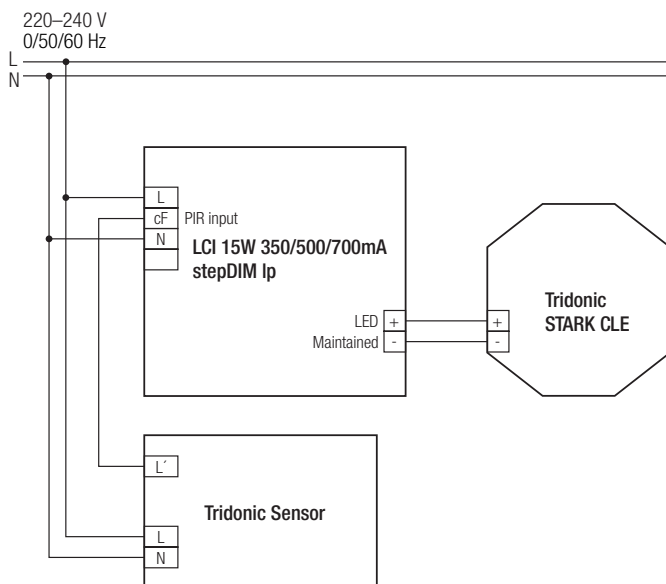 220–240 V
0/50/60 Hz
L
N
L
cF PIR input
N
LCI 15W 350/500/700mA
stepDIM lp
LED +
Maintained -
+
-
Tridonic
STARK CLE
L´
Tridonic Sensor
L
N